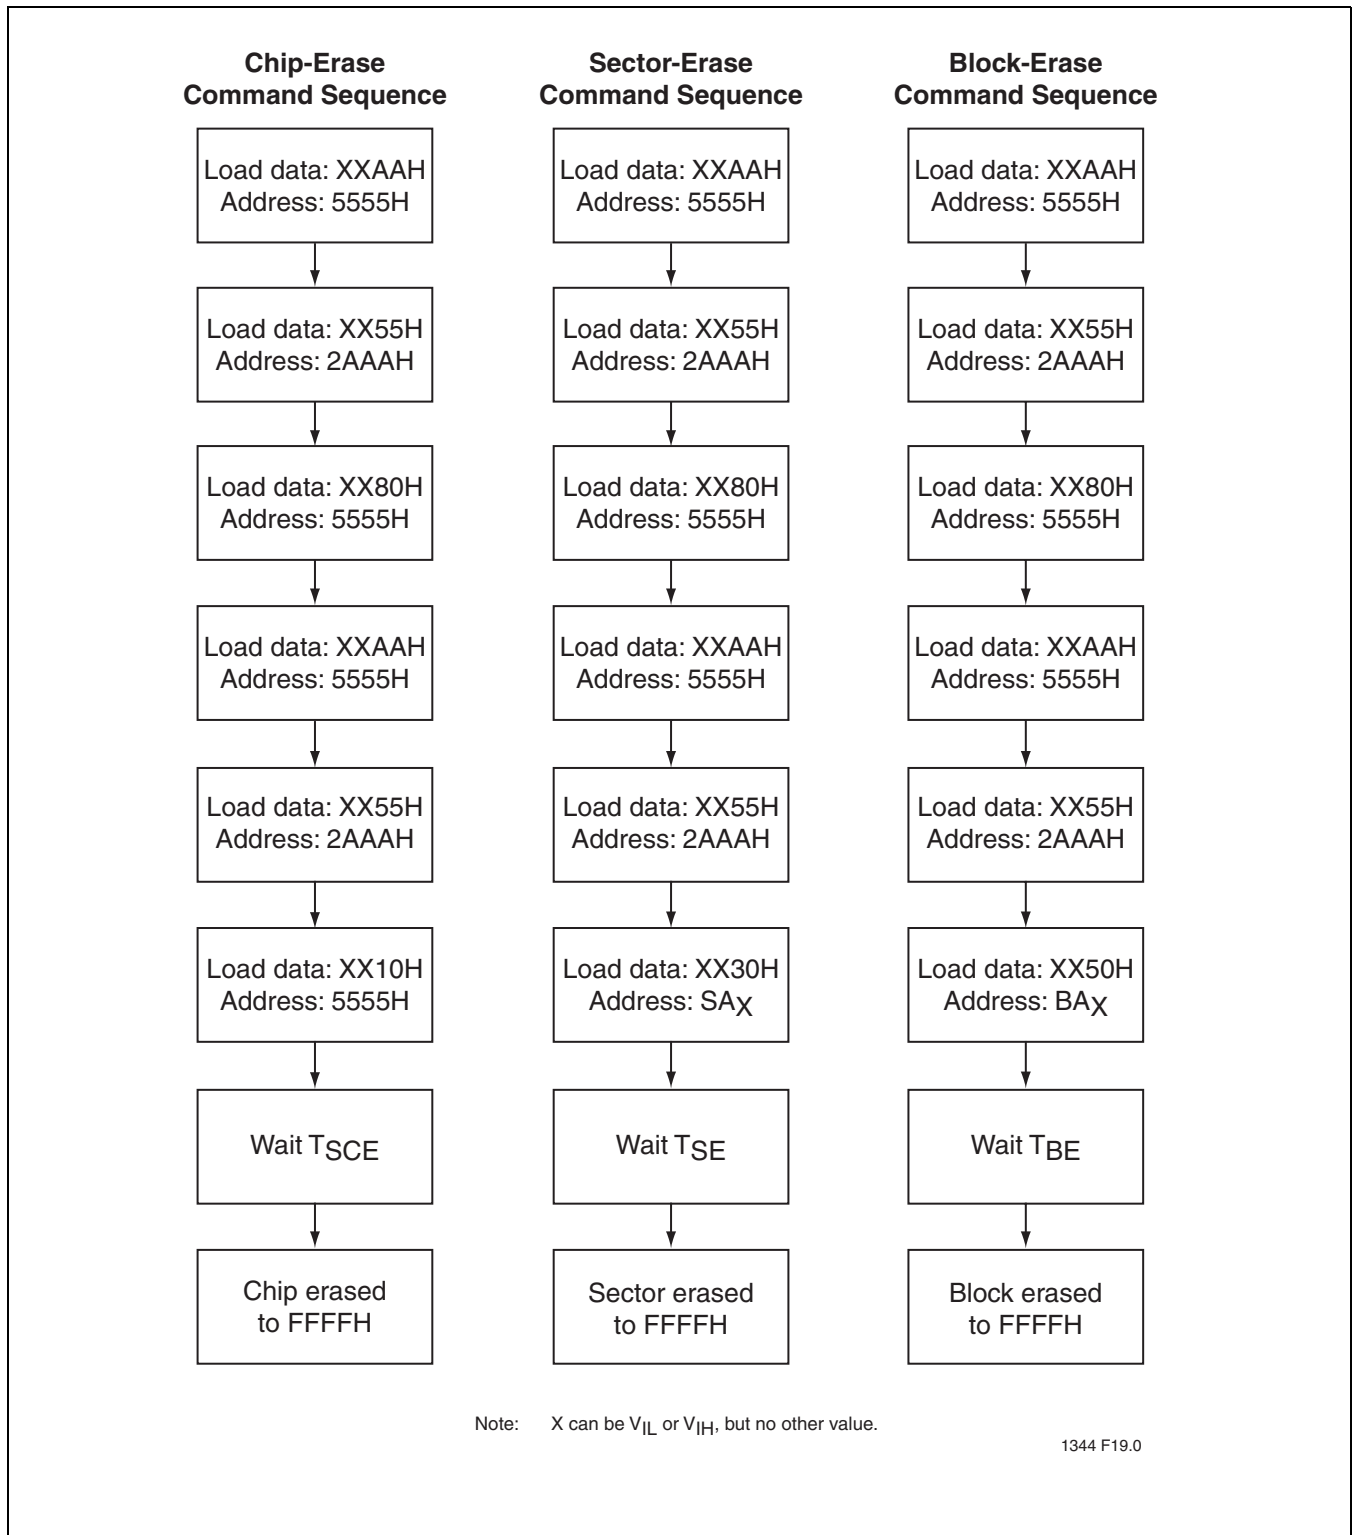 Chip-Erase
Command Sequence
Load data: XXAAH
Address: 5555H
Load data: XX55H
Address: 2AAAH
Load data: XX80H
Address: 5555H
Load data: XXAAH
Address: 5555H
Load data: XX55H
Address: 2AAAH
Load data: XX10H
Address: 5555H
Wait TSCE
Chip erased
to FFFFH
Sector-Erase
Command Sequence
Load data: XXAAH
Address: 5555H
Load data: XX55H
Address: 2AAAH
Load data: XX80H
Address: 5555H
Load data: XXAAH
Address: 5555H
Load data: XX55H
Address: 2AAAH
Load data: XX30H
Address: SAX
Wait TSE
Sector erased
to FFFFH
Block-Erase
Command Sequence
Load data: XXAAH
Address: 5555H
Load data: XX55H
Address: 2AAAH
Load data: XX80H
Address: 5555H
Load data: XXAAH
Address: 5555H
Load data: XX55H
Address: 2AAAH
Load data: XX50H
Address: BAX
Wait TBE
Block erased
to FFFFH
Note: X can be VIL or VIH, but no other value.
1344 F19.0